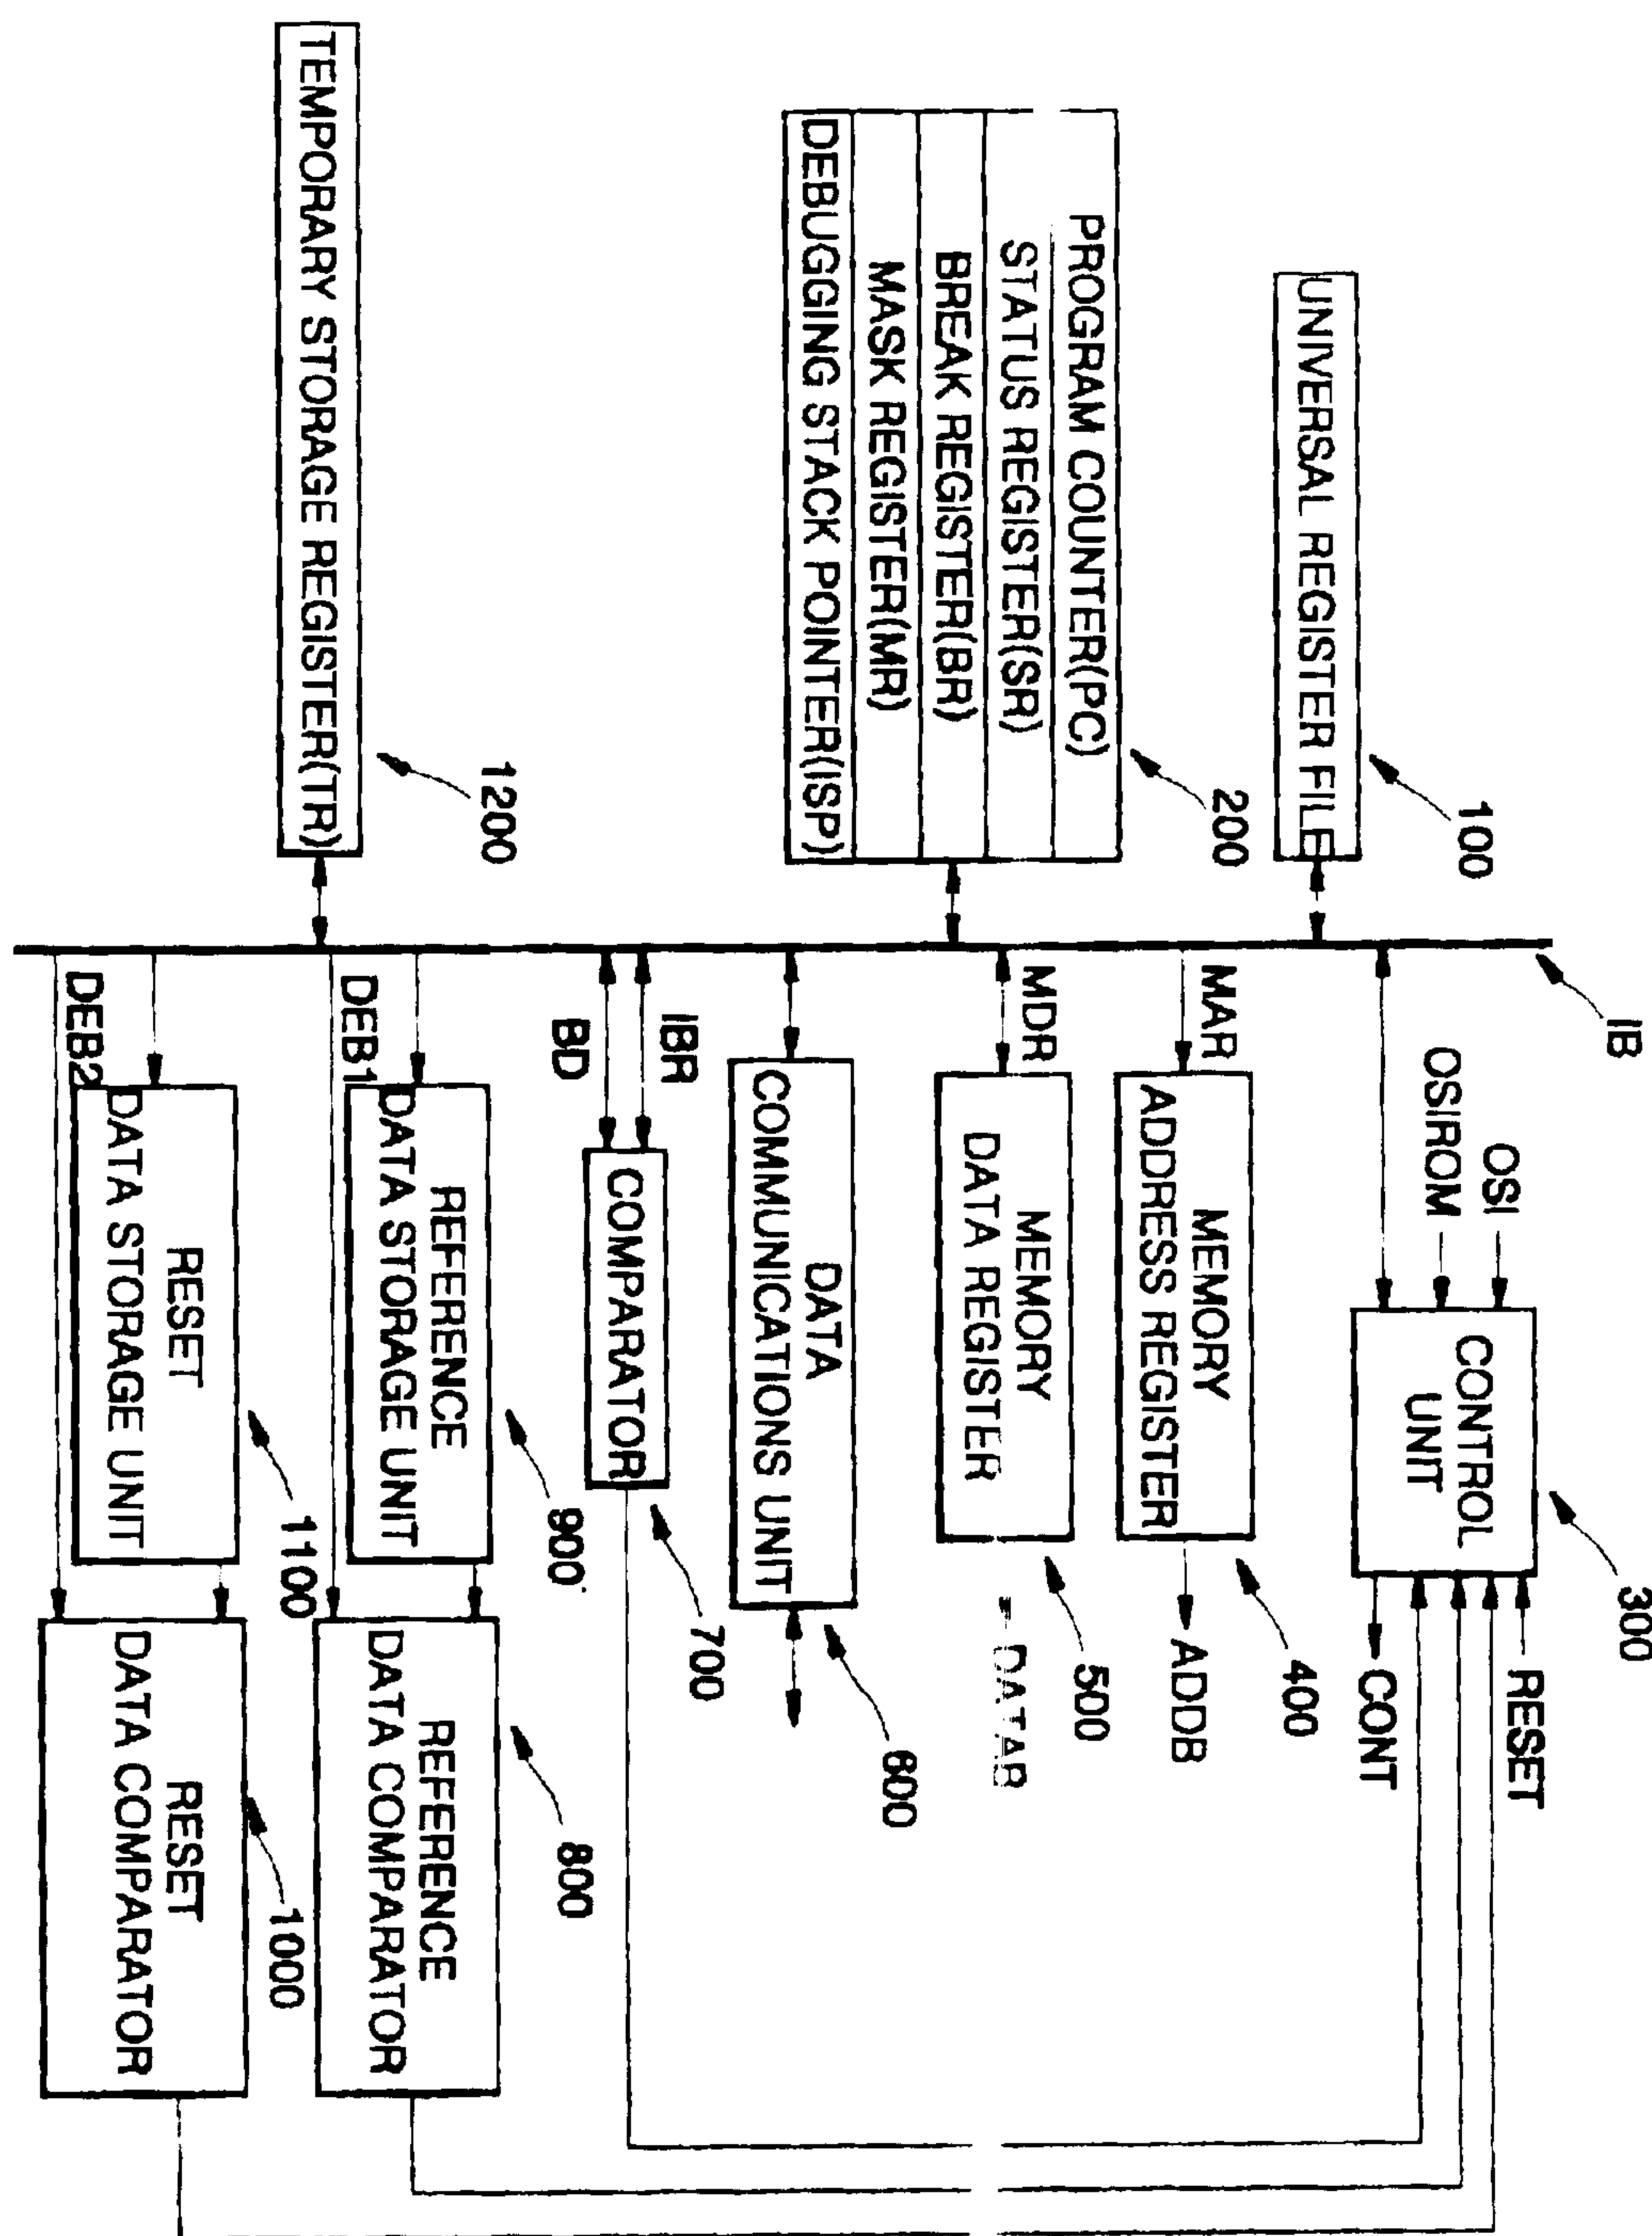 IB
100
UNIVERSAL REGISTER FILE
200
PROGRAM COUNTER(PC)
STATUS REGISTER(SR)
BREAK REGISTER(BR)
MASK REGISTER(MR)
DEBUGGING STACK POINTER(ISP)
1200
TEMPORARY STORAGE REGISTER(TR)
OSI
OSIROM
300
CONTROL
UNIT
RESET
CONT
MAR
MEMORY
ADDRESS REGISTER
400
ADDB
MDR
MEMORY
DATA REGISTER
500
DATAB
DATA
COMMUNICATIONS UNIT
600
IBR
BD
COMPARATOR
700
REFERENCE
DATA STORAGE UNIT
900
DEB1
REFERENCE
DATA COMPARATOR
800
RESET
DATA STORAGE UNIT
1100
DEB2
RESET
DATA COMPARATOR
1000